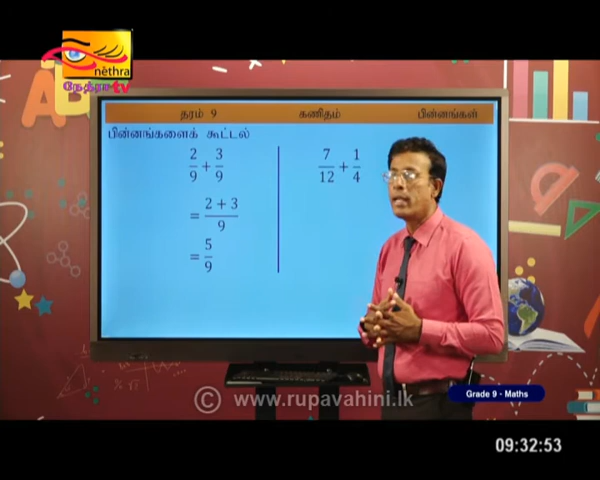 nethra
நேத்ரா tv
தரம் 9 கணிதம் பின்னங்கள்
பின்னங்களைக் கூட்டல்
2/9 + 3/9
= (2 + 3)/9
= 5/9
7/12 + 1/4
Grade 9 - Maths
© www.rupavahini.lk
09:32:53